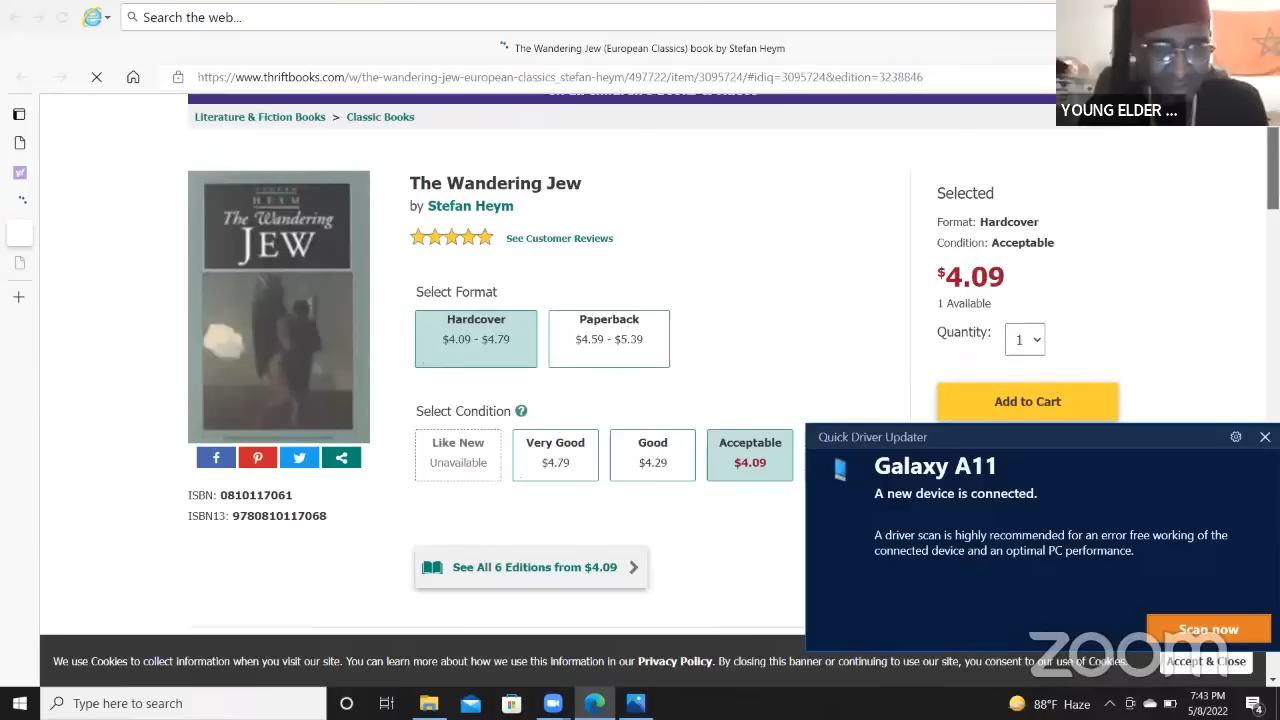 Search the web...
The Wandering Jew (European Classics) book by Stefan Heym
https://www.thriftbooks.com/w/the-wandering-jew-european-classics_stefan-heym/497722/item/3095724/#idiq=3095724&edition=3238846
YOUNG ELDER ...
Literature & Fiction Books > Classic Books
HEYM
The Wandering
JEW
The Wandering Jew
by Stefan Heym
See Customer Reviews
Select Format
Hardcover
$4.09 - $4.79
Paperback
$4.59 - $5.39
Select Condition ?
Like New
Unavailable
Very Good
$4.79
Good
$4.29
Acceptable
$4.09
ISBN: 0810117061
ISBN13: 9780810117068
See All 6 Editions from $4.09
Selected
Format: Hardcover
Condition: Acceptable
$4.09
1 Available
Quantity: 1
Add to Cart
Quick Driver Updater
Galaxy A11
A new device is connected.
A driver scan is highly recommended for an error free working of the
connected device and an optimal PC performance.
Scan now
zoom
We use Cookies to collect information when you visit our site. You can learn more about how we use this information in our Privacy Policy. By closing this banner or continuing to use our site, you consent to our use of Cookies.
Accept & Close
Type here to search
88°F Haze
7:43 PM
5/8/2022
4